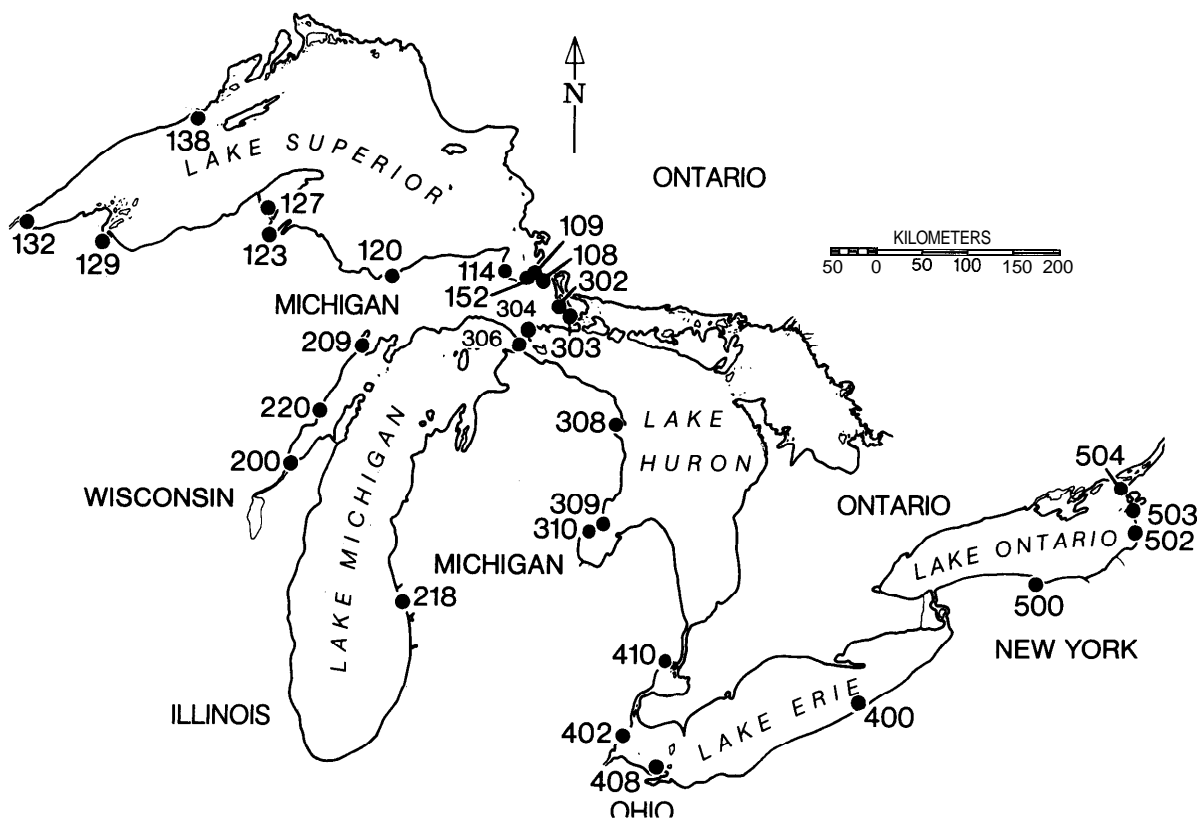 N
138
LAKE SUPERIOR
ONTARIO
127
109
132
129
123
120
114
108
KILOMETERS
50 0 50 100 150 200
152
302
MICHIGAN
304
209
306
303
220
308
LAKE
HURON
200
504
WISCONSIN
LAKE MICHIGAN
309
ONTARIO
503
310
502
MICHIGAN
LAKE ONTARIO
218
500
410
NEW YORK
ILLINOIS
LAKE ERIE
400
402
408
OHIO